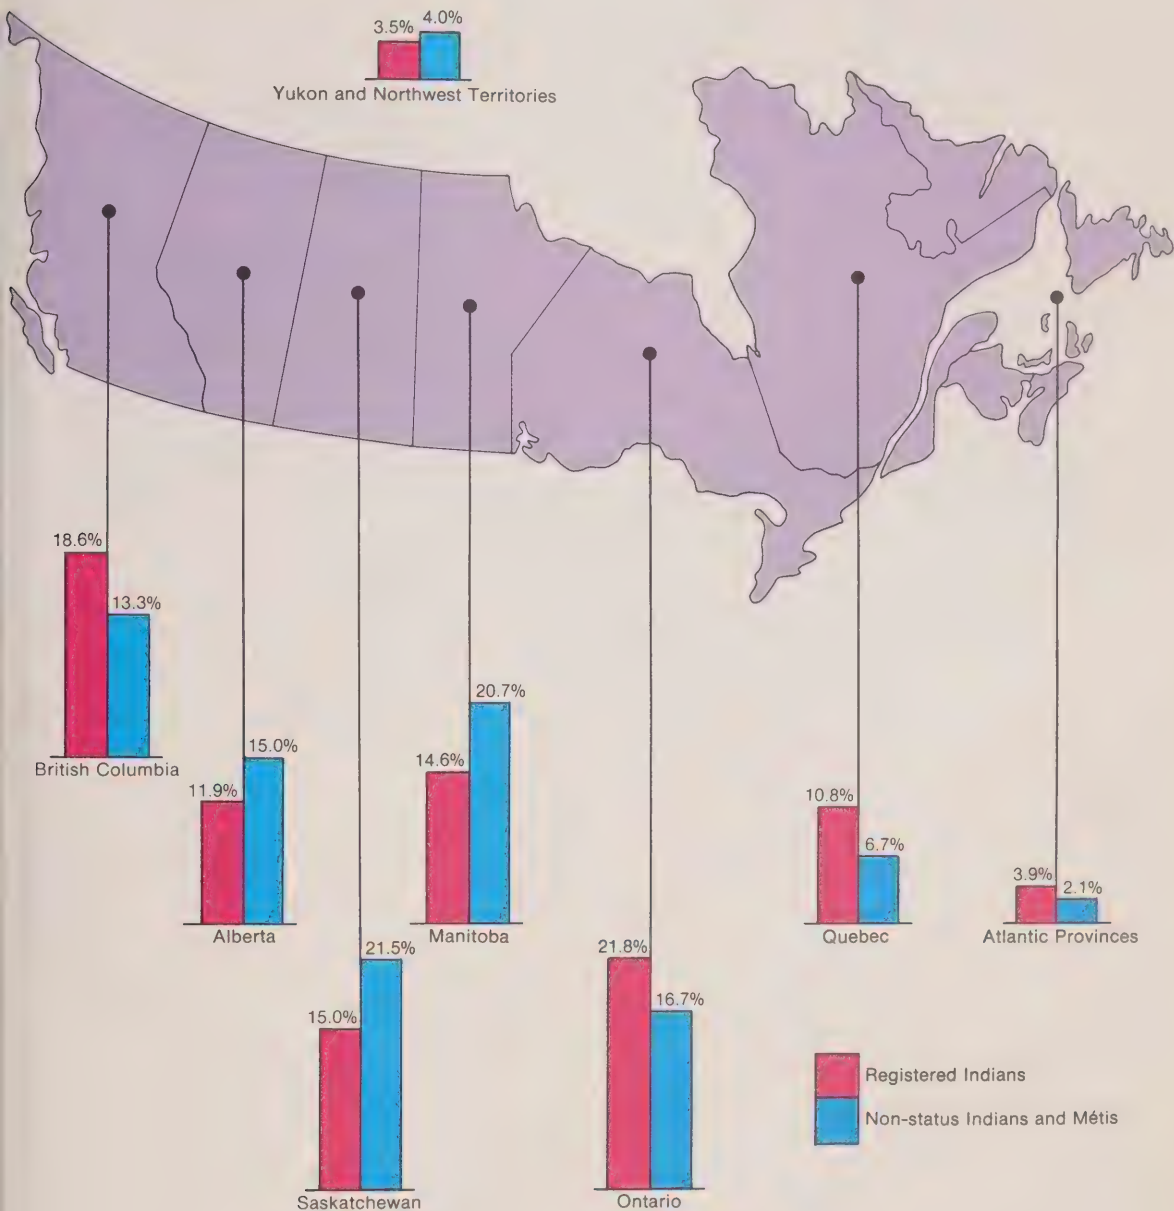 3.5% 4.0%
Yukon and Northwest Territories
18.6%
13.3%
British Columbia
11.9%
15.0%
Alberta
15.0%
21.5%
Saskatchewan
14.6%
20.7%
Manitoba
21.8%
16.7%
Ontario
10.8%
6.7%
Quebec
3.9%
2.1%
Atlantic Provinces
Registered Indians
Non-status Indians and Métis